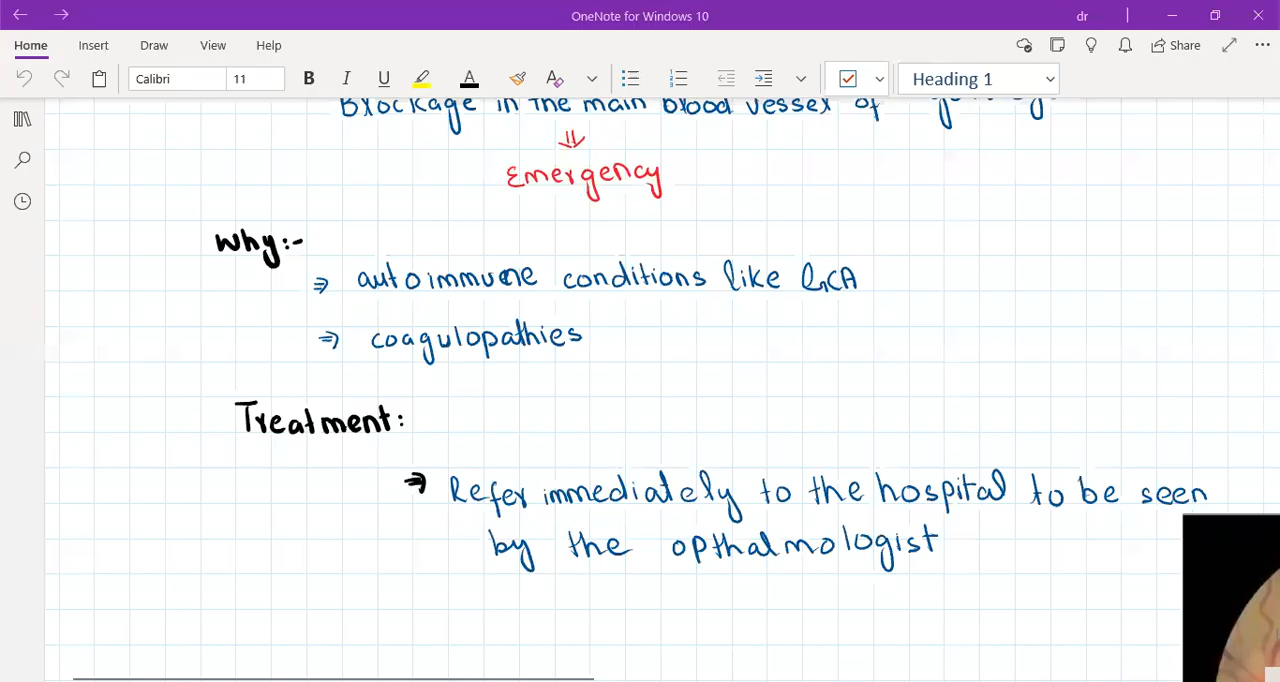 OneNote for Windows 10
dr
Home Insert Draw View Help
Share
Calibri 11 B I U A A Heading 1
Blockage in the main blood vessel of
Emergency
Why:-
⇒ autoimmune conditions like GCA
⇒ coagulopathies
Treatment:
⇒ Refer immediately to the hospital to be seen
by the opthalmologist